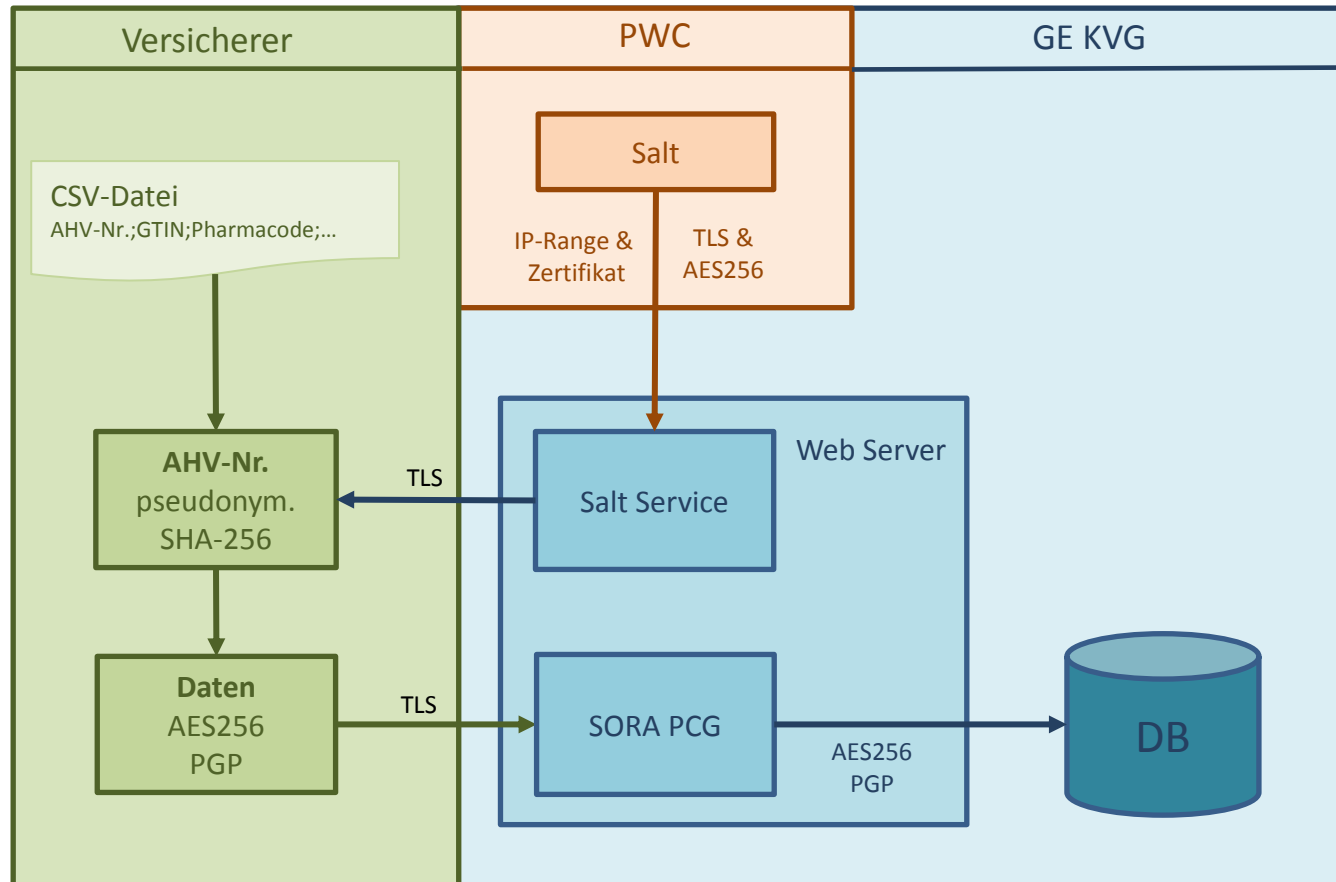 Versicherer
PWC
GE KVG
Salt
CSV-Datei
AHV-Nr.;GTIN;Pharmacode;...
IP-Range &
Zertifikat
TLS &
AES256
AHV-Nr.
pseudonym.
SHA-256
TLS
Salt Service
Web Server
Daten
AES256
PGP
TLS
SORA PCG
AES256
PGP
DB